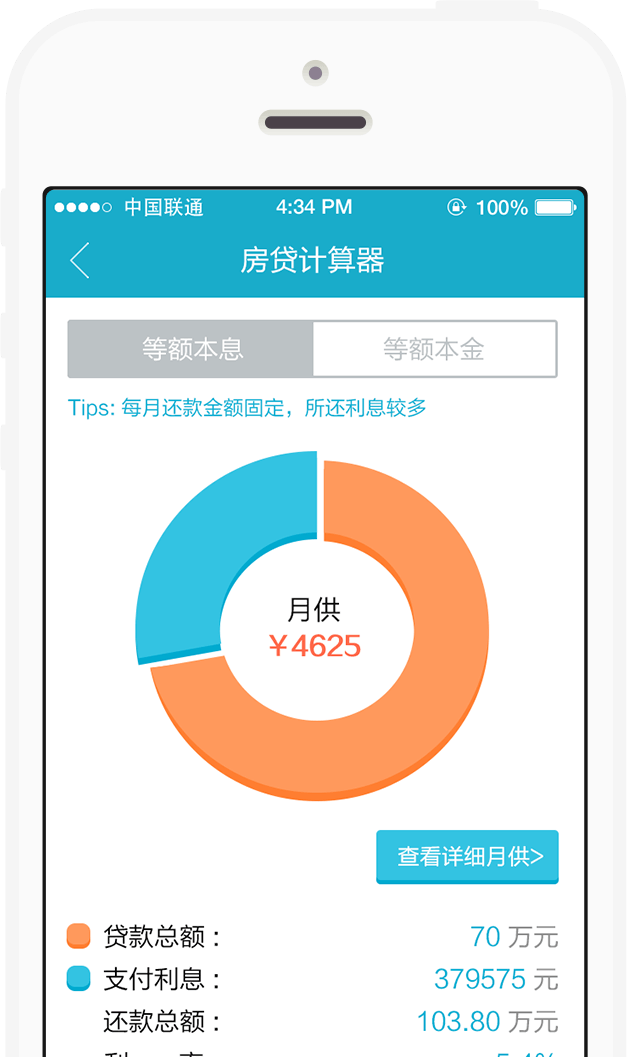 中国联通 4:34 PM 100%
房贷计算器
等额本息 等额本金
Tips: 每月还款金额固定，所还利息较多
月供
￥4625
查看详细月供>
贷款总额： 70 万元
支付利息： 379575 元
还款总额： 103.80 万元